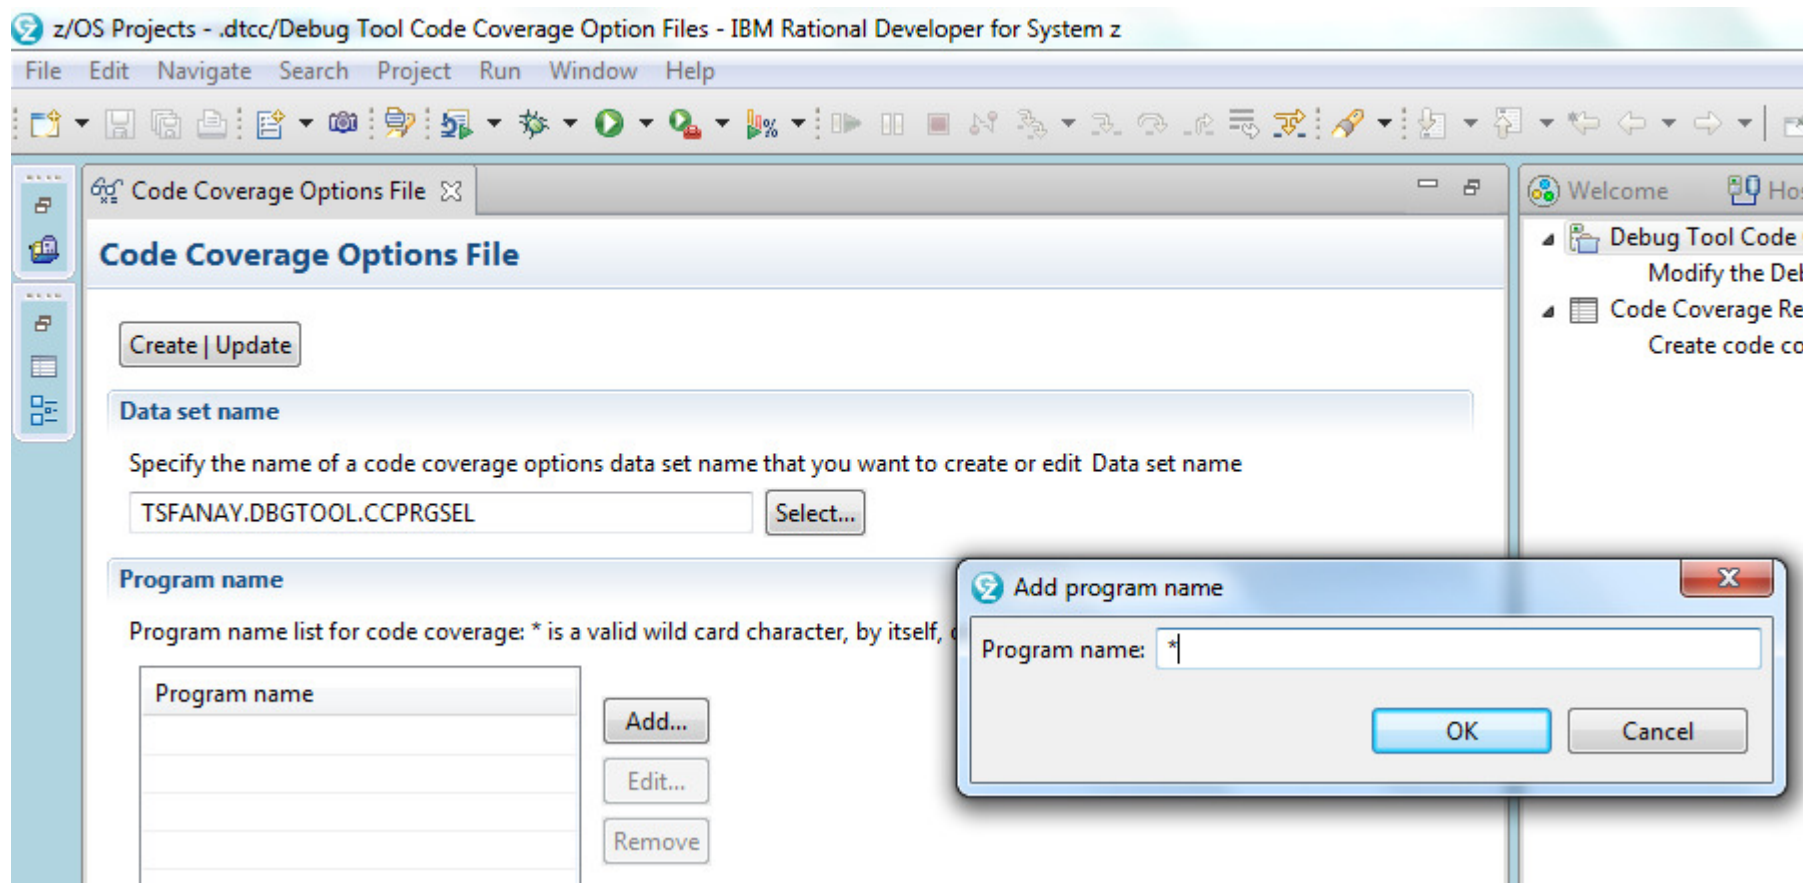 z/OS Projects - .dtcc/Debug Tool Code Coverage Option Files - IBM Rational Developer for System z
File Edit Navigate Search Project Run Window Help
Code Coverage Options File
Welcome
Code Coverage Options File
Debug Tool Code
Modify the
Code Coverage
Create code
Create | Update
Data set name
Specify the name of a code coverage options data set name that you want to create or edit Data set name
TSFANAY.DBGTOOL.CCPRGSEL
Select...
Program name
Program name list for code coverage: * is a valid wild card character, by itself,
Program name
Add...
Edit...
Remove
Add program name
Program name: *
OK
Cancel